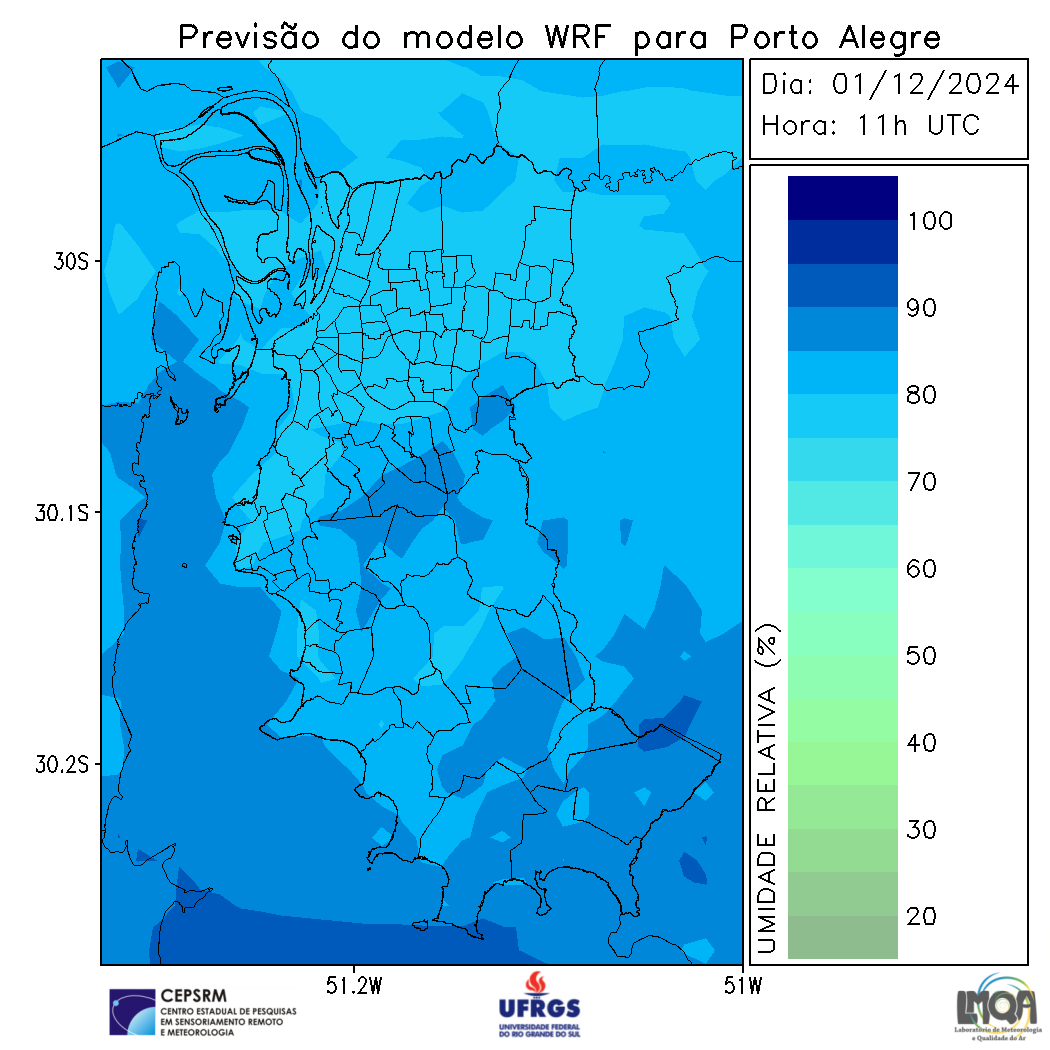 Previsão do modelo WRF para Porto Alegre
Dia: 01/12/2024
Hora: 11h UTC
30S
30.1S
30.2S
51.2W
51W
100
90
80
70
60
50
40
30
20
UMIDADE RELATIVA (%)
CEPSRM
CENTRO ESTADUAL DE PESQUISAS
EM SENSORIAMENTO REMOTO
E METEOROLOGIA
UFRGS
UNIVERSIDADE FEDERAL
DO RIO GRANDE DO SUL
LMQA
Laboratório de Meteorologia
e Qualidade do Ar